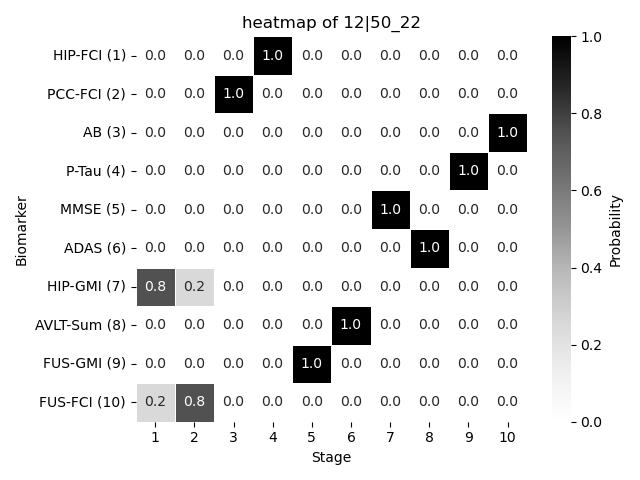 heatmap of 12|50_22
HIP-FCI (1) 0.0 0.0 0.0 1.0 0.0 0.0 0.0 0.0 0.0 0.0
PCC-FCI (2) 0.0 0.0 1.0 0.0 0.0 0.0 0.0 0.0 0.0 0.0
AB (3) 0.0 0.0 0.0 0.0 0.0 0.0 0.0 0.0 0.0 1.0
P-Tau (4) 0.0 0.0 0.0 0.0 0.0 0.0 0.0 0.0 1.0 0.0
MMSE (5) 0.0 0.0 0.0 0.0 0.0 0.0 1.0 0.0 0.0 0.0
ADAS (6) 0.0 0.0 0.0 0.0 0.0 0.0 0.0 1.0 0.0 0.0
HIP-GMI (7) 0.8 0.2 0.0 0.0 0.0 0.0 0.0 0.0 0.0 0.0
AVLT-Sum (8) 0.0 0.0 0.0 0.0 0.0 1.0 0.0 0.0 0.0 0.0
FUS-GMI (9) 0.0 0.0 0.0 0.0 1.0 0.0 0.0 0.0 0.0 0.0
FUS-FCI (10) 0.2 0.8 0.0 0.0 0.0 0.0 0.0 0.0 0.0 0.0
1 2 3 4 5 6 7 8 9 10
Stage
Biomarker
1.0
0.8
0.6
0.4
0.2
0.0
Probability